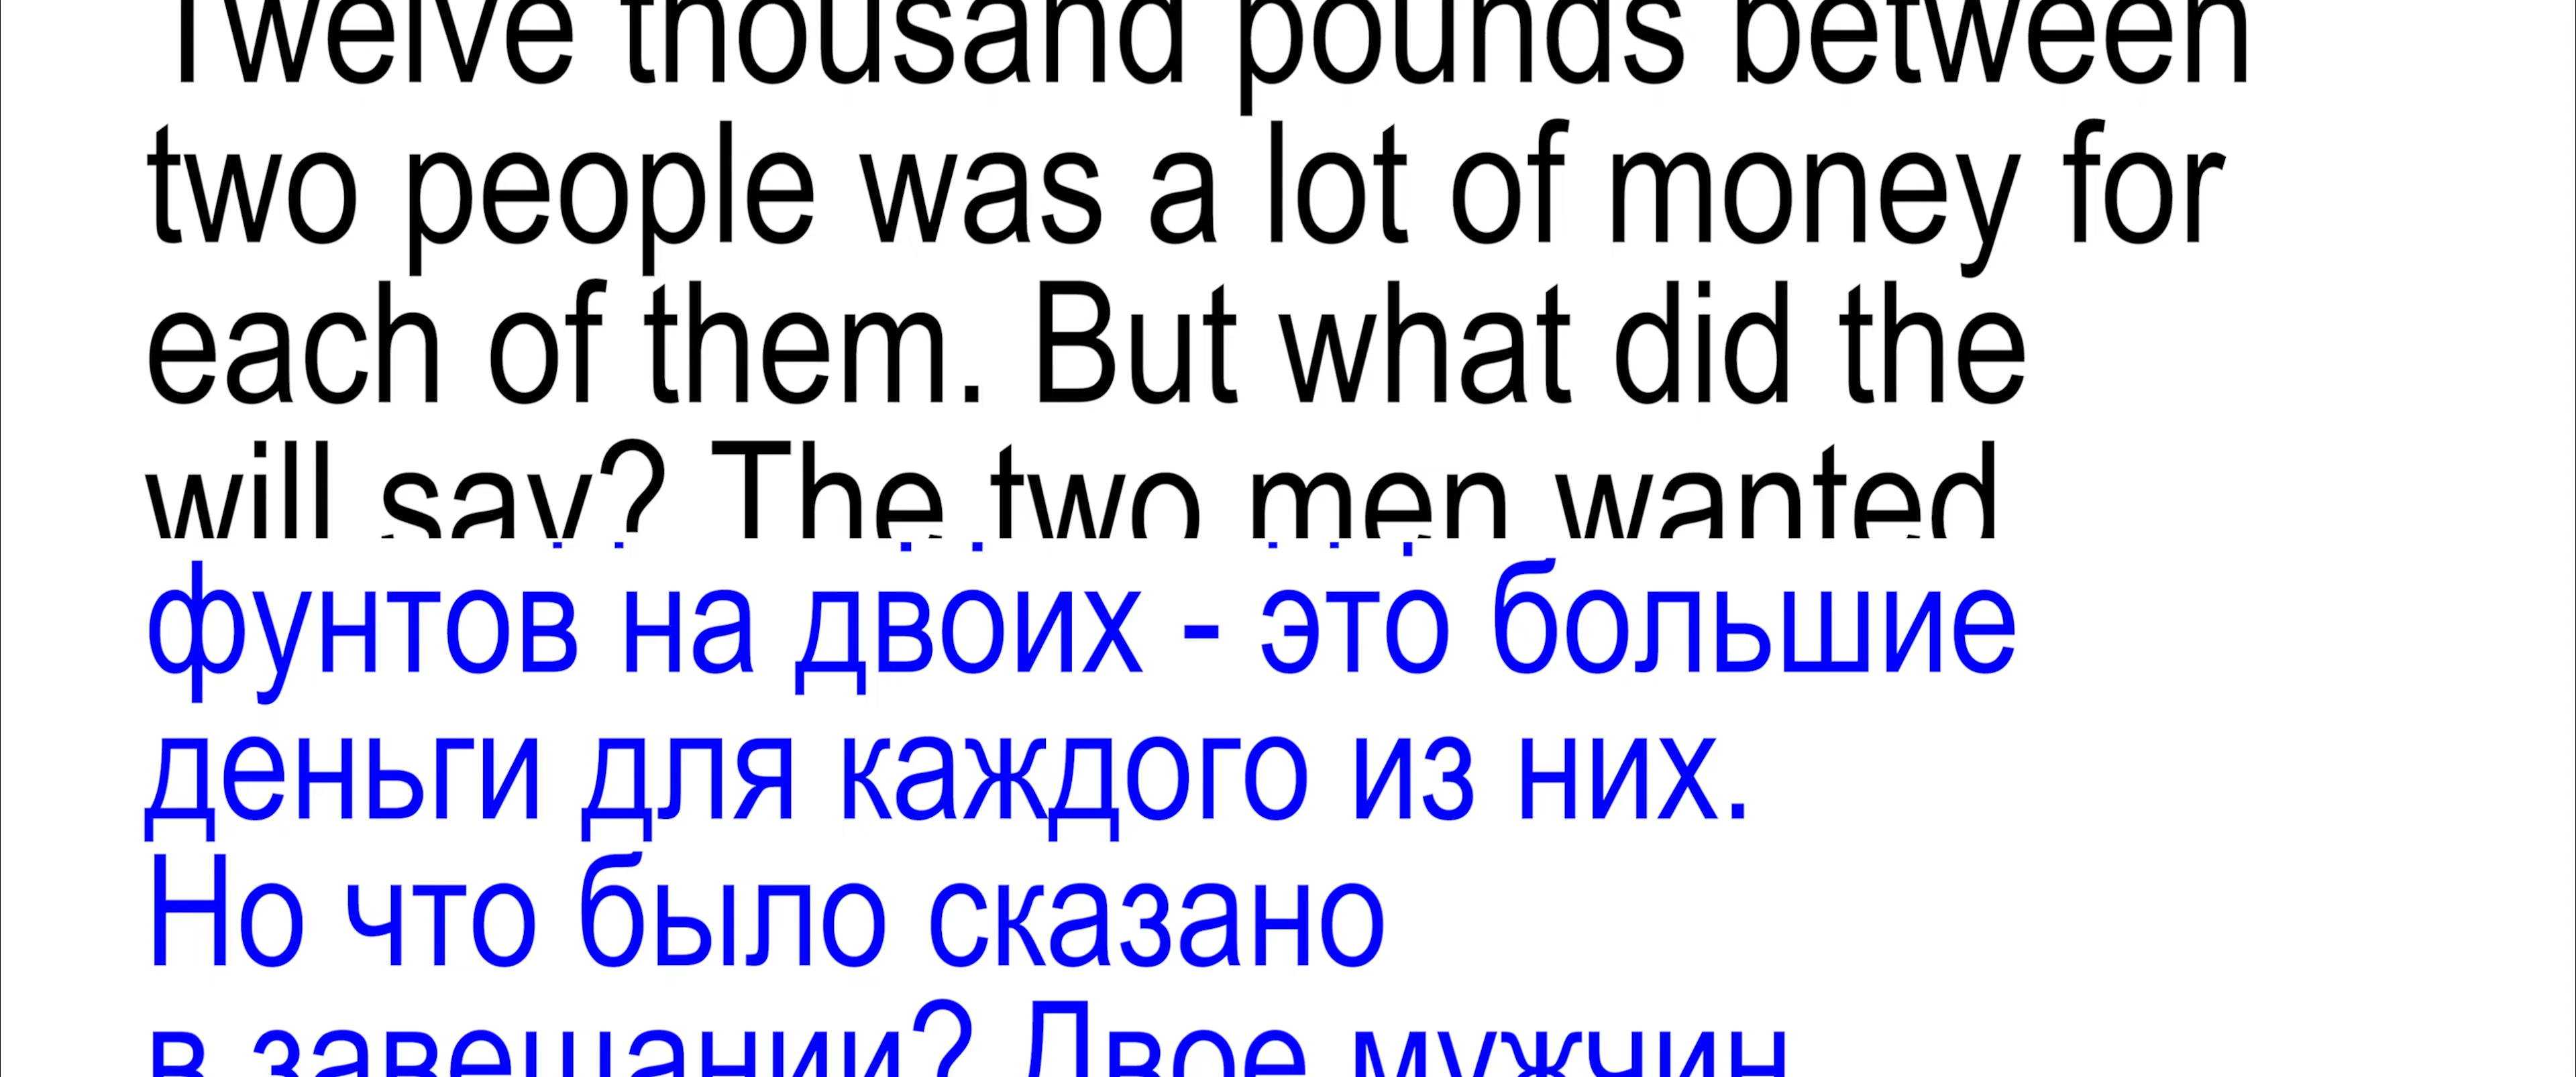 Twelve thousand pounds between
two people was a lot of money for
each of them. But what did the
will say? The two men wanted
фунтов на двоих - это большие
деньги для каждого из них.
Но что было сказано
в завещании? Двое мужчин